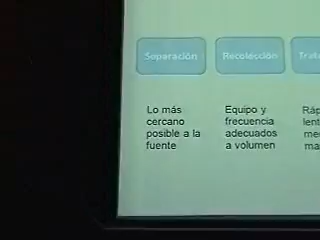 Separación Recolección
Lo más
cercano
posible a la
fuente
Equipo y
frecuencia
adecuados
a volumen